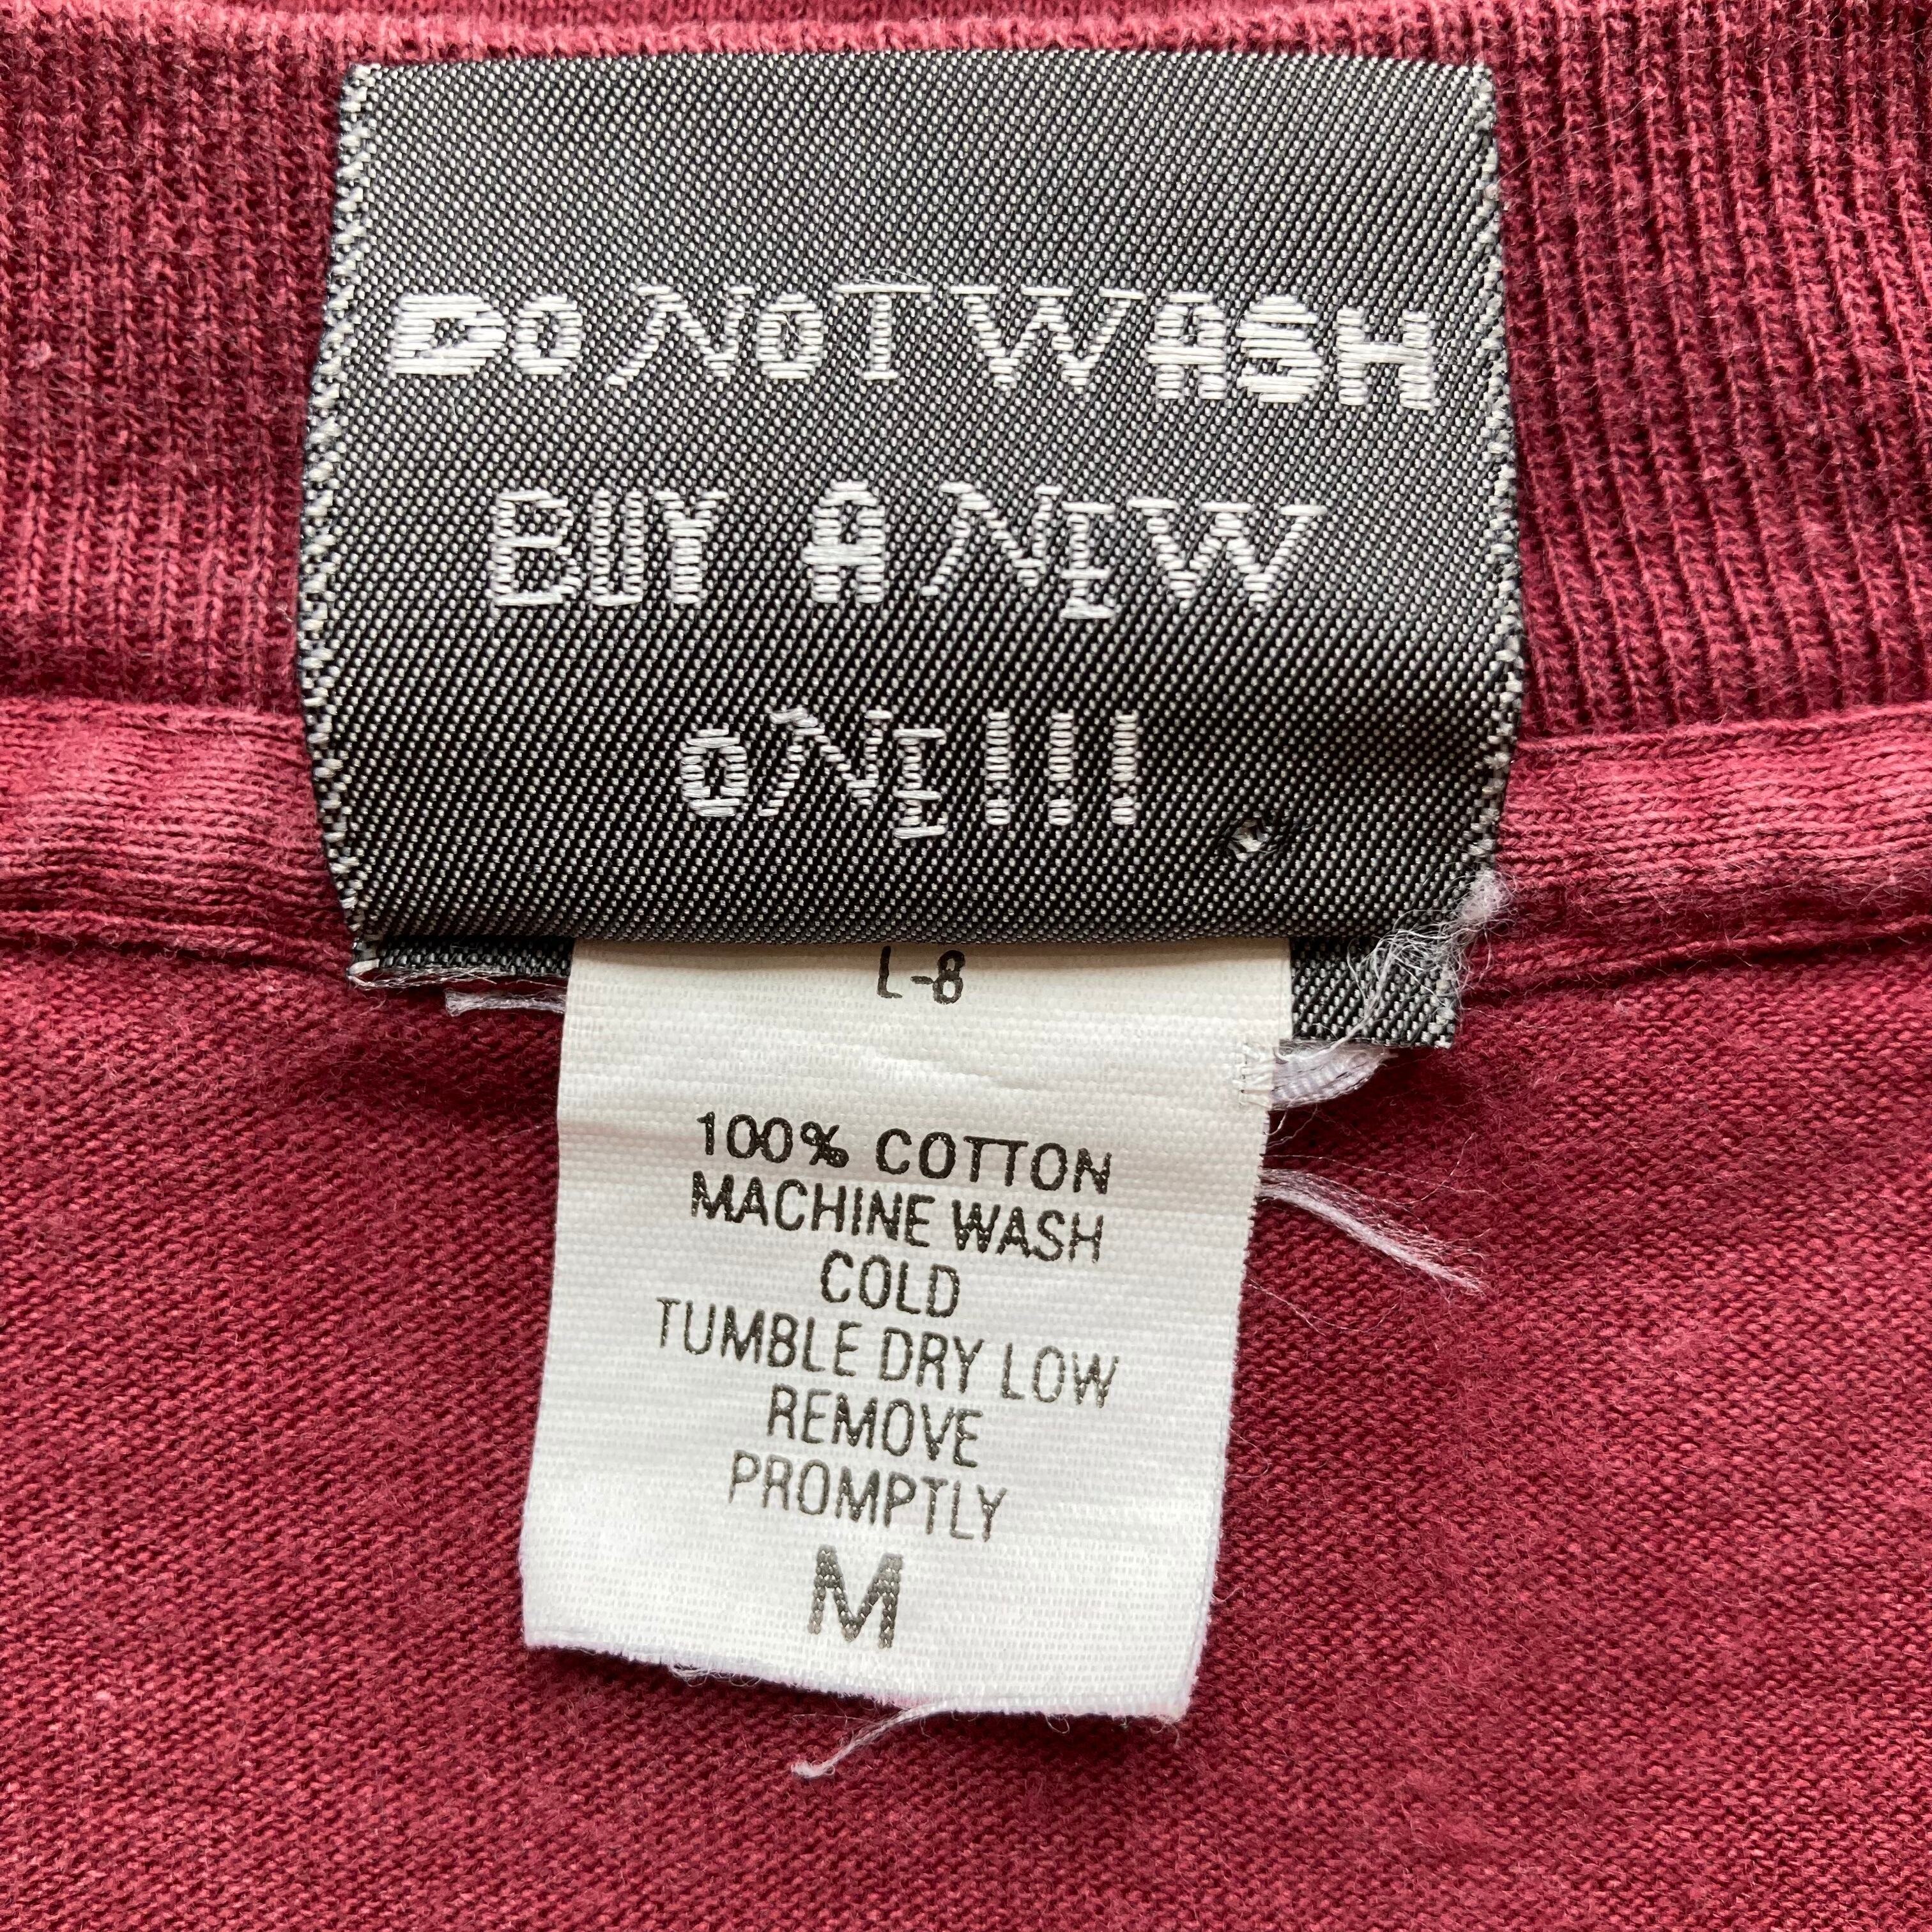 DO NOT WASH
BUY A NEW
ONE!!!
L-8
100% COTTON
MACHINE WASH
COLD
TUMBLE DRY LOW
REMOVE
PROMPTLY
M